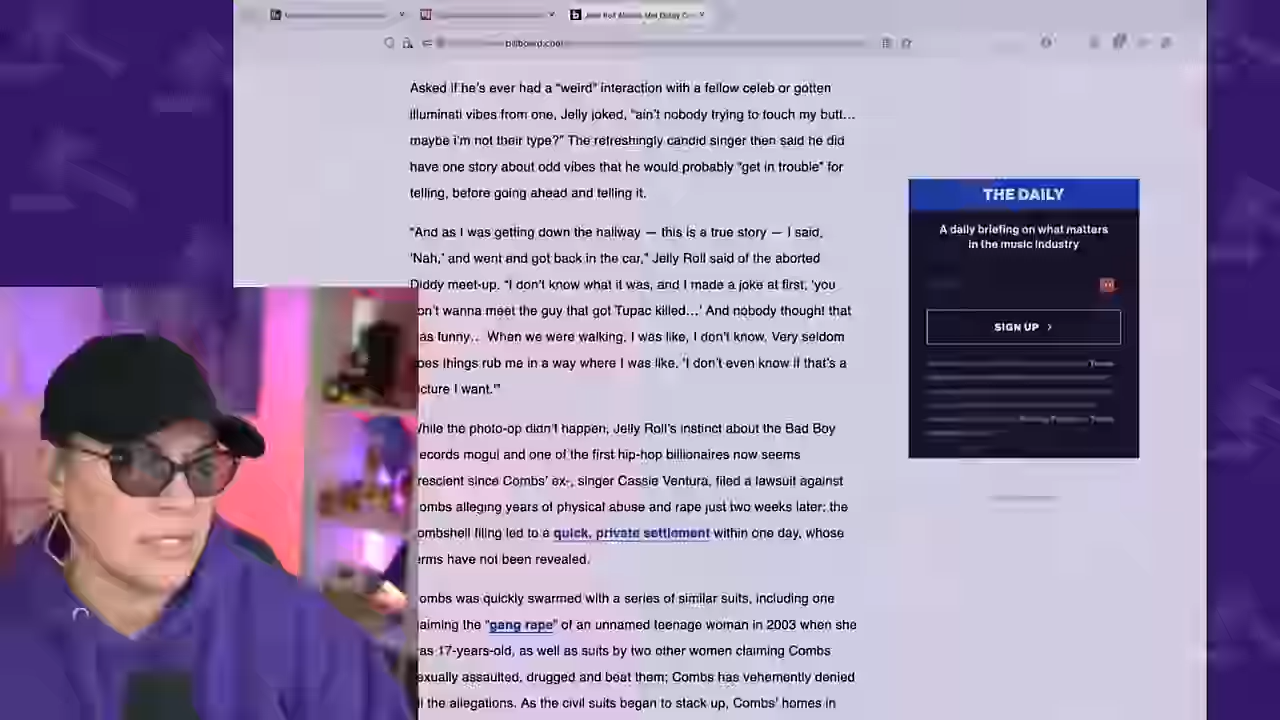 Jelly Roll Almost Met Diddy C
billboard.com
Asked if he's ever had a “weird” interaction with a fellow celeb or gotten
illuminati vibes from one, Jelly joked, “ain't nobody trying to touch my butt…
maybe i'm not their type?” The refreshingly candid singer then said he did
have one story about odd vibes that he would probably “get in trouble” for
telling, before going ahead and telling it.
“And as I was getting down the hallway — this is a true story — I said,
‘Nah,’ and went and got back in the car,” Jelly Roll said of the aborted
Diddy meet-up. “I don't know what it was, and I made a joke at first, ‘you
on't wanna meet the guy that got Tupac killed…’ And nobody thought that
as funny… When we were walking, I was like, I don't know. Very seldom
oes things rub me in a way where I was like, ‘I don't even know if that's a
icture I want.’”
hile the photo-op didn't happen, Jelly Roll's instinct about the Bad Boy
ecords mogul and one of the first hip-hop billionaires now seems
rescient since Combs' ex-, singer Cassie Ventura, filed a lawsuit against
ombs alleging years of physical abuse and rape just two weeks later; the
ombshell filing led to a quick, private settlement within one day, whose
erms have not been revealed.
ombs was quickly swarmed with a series of similar suits, including one
laiming the “gang rape” of an unnamed teenage woman in 2003 when she
as 17-years-old, as well as suits by two other women claiming Combs
exually assaulted, drugged and beat them; Combs has vehemently denied
ll the allegations. As the civil suits began to stack up, Combs' homes in
THE DAILY
A daily briefing on what matters
in the music industry
SIGN UP >
Terms